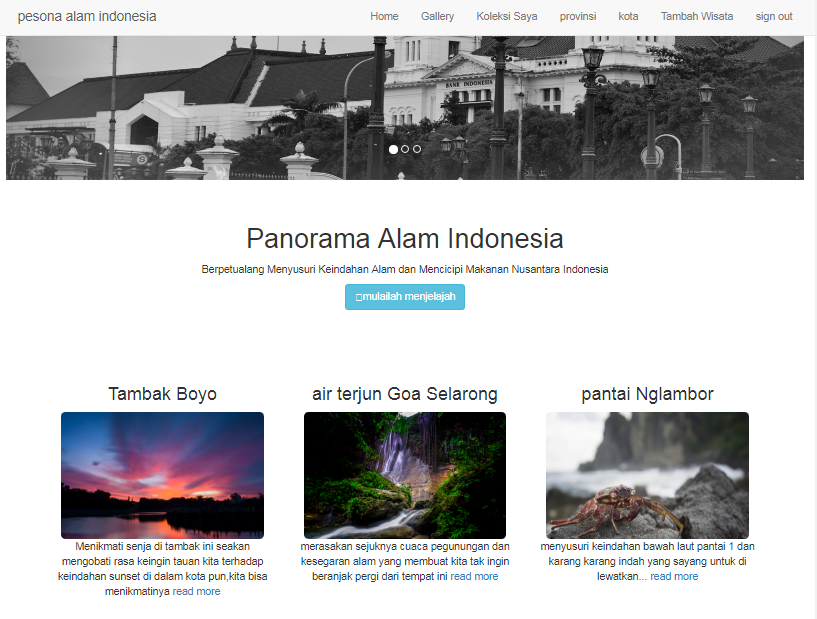 pesona alam indonesia Home Gallery Koleksi Saya provinsi kota Tambah Wisata sign out
BANK INDONESIA
Panorama Alam Indonesia
Berpetualang Menyusuri Keindahan Alam dan Mencicipi Makanan Nusantara Indonesia
mulailah menjelajah
Tambak Boyo
Menikmati senja di tambak ini seakan
mengobati rasa keingin tauan kita terhadap
keindahan sunset di dalam kota pun,kita bisa
menikmatinya read more
air terjun Goa Selarong
merasakan sejuknya cuaca pegunungan dan
kesegaran alam yang membuat kita tak ingin
beranjak pergi dari tempat ini read more
pantai Nglambor
menyusuri keindahan bawah laut pantai 1 dan
karang karang indah yang sayang untuk di
lewatkan... read more